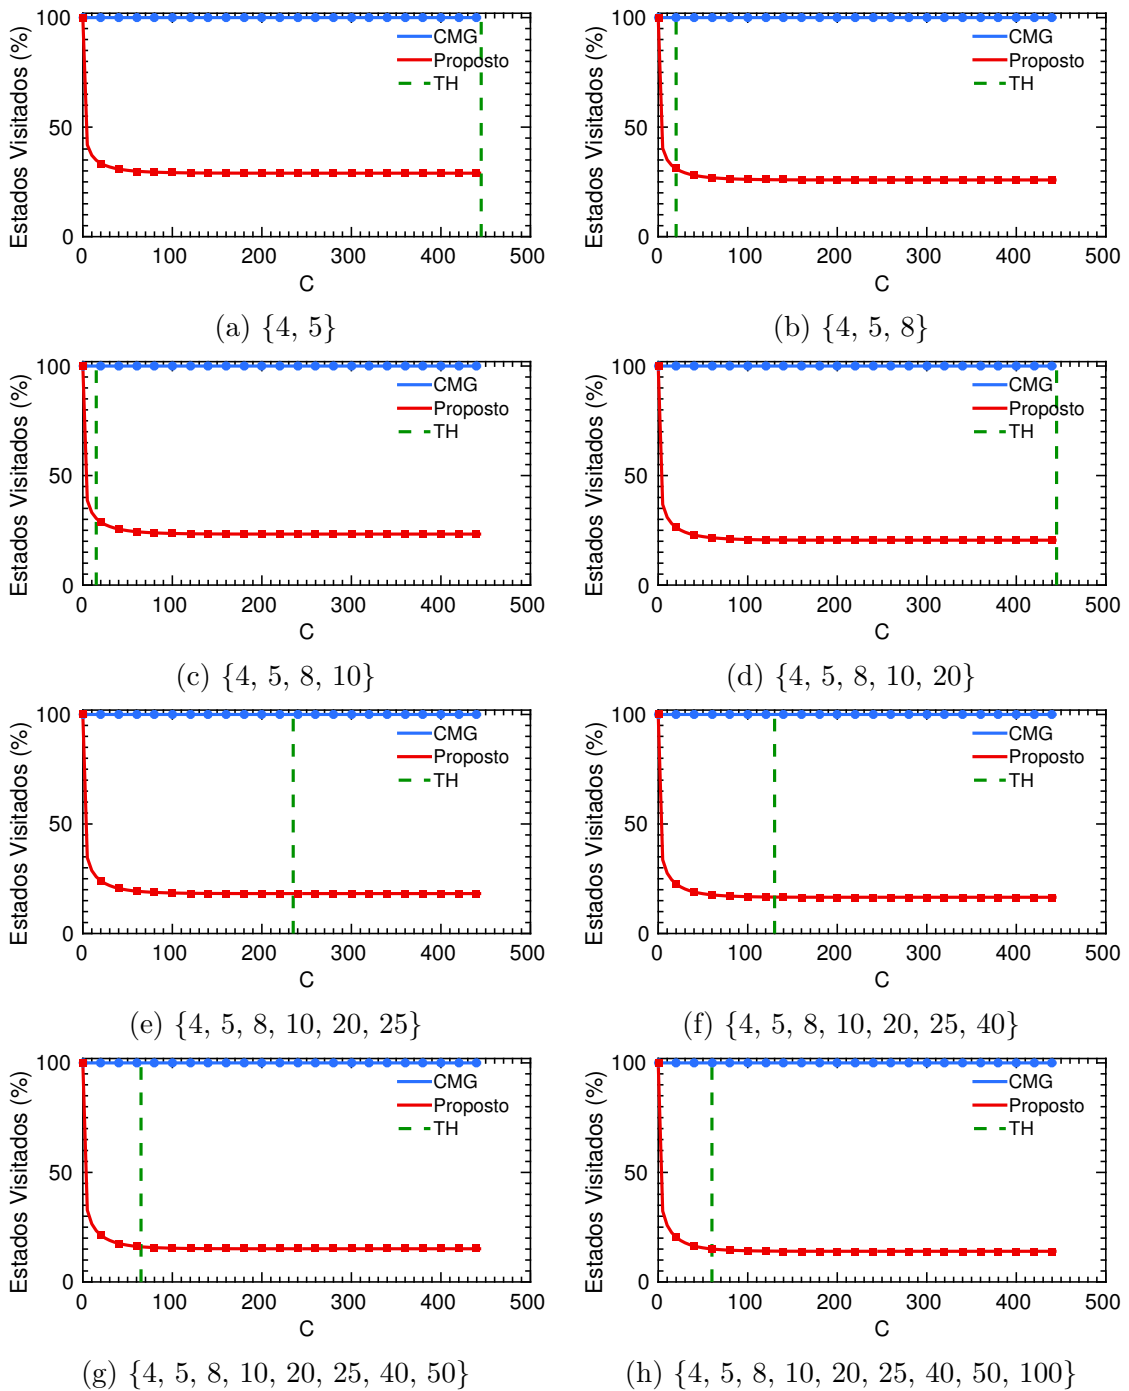 Estados Visitados (%)
100
50
0
0 100 200 300 400 500
C
CMG
Proposto
TH
(a) {4, 5}
Estados Visitados (%)
100
50
0
0 100 200 300 400 500
C
CMG
Proposto
TH
(b) {4, 5, 8}
Estados Visitados (%)
100
50
0
0 100 200 300 400 500
C
CMG
Proposto
TH
(c) {4, 5, 8, 10}
Estados Visitados (%)
100
50
0
0 100 200 300 400 500
C
CMG
Proposto
TH
(d) {4, 5, 8, 10, 20}
Estados Visitados (%)
100
50
0
0 100 200 300 400 500
C
CMG
Proposto
TH
(e) {4, 5, 8, 10, 20, 25}
Estados Visitados (%)
100
50
0
0 100 200 300 400 500
C
CMG
Proposto
TH
(f) {4, 5, 8, 10, 20, 25, 40}
Estados Visitados (%)
100
50
0
0 100 200 300 400 500
C
CMG
Proposto
TH
(g) {4, 5, 8, 10, 20, 25, 40, 50}
Estados Visitados (%)
100
50
0
0 100 200 300 400 500
C
CMG
Proposto
TH
(h) {4, 5, 8, 10, 20, 25, 40, 50, 100}